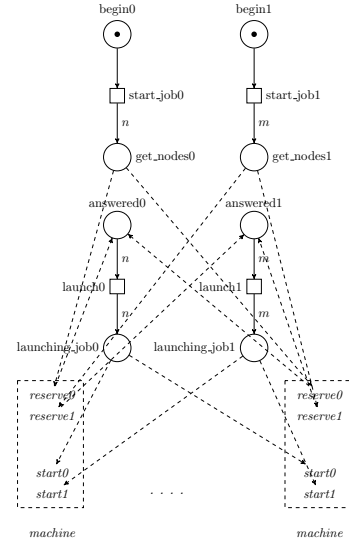 begin0 begin1
start_job0 start_job1
n m
get_nodes0 get_nodes1
answered0 answered1
n m
launch0 launch1
n m
launching_job0 launching_job1
reserve0 reserve0
reserve1 reserve1
start0 start0
start1 . . . . start1
machine machine